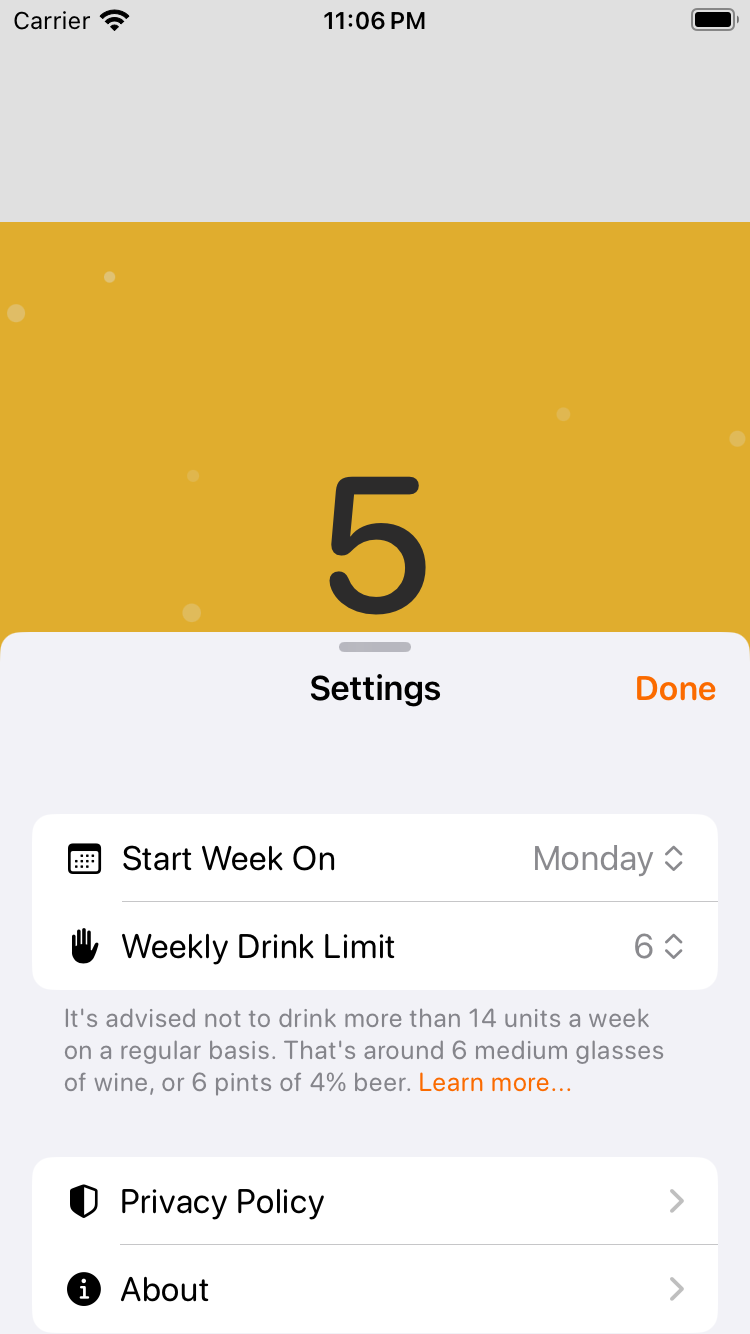 Carrier 11:06 PM
5
Settings Done
Start Week On Monday
Weekly Drink Limit 6
It's advised not to drink more than 14 units a week
on a regular basis. That's around 6 medium glasses
of wine, or 6 pints of 4% beer. Learn more...
Privacy Policy
About